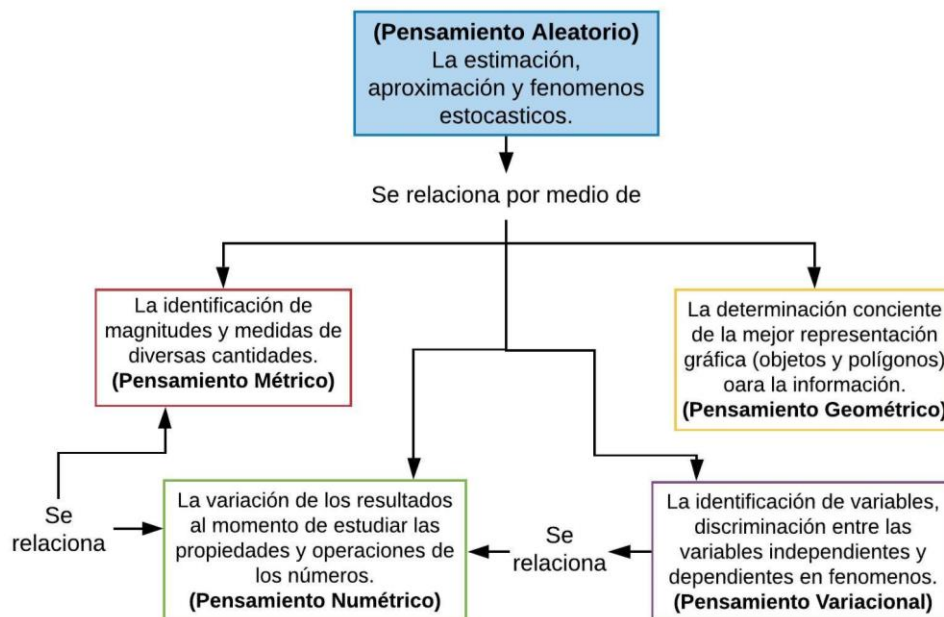 (Pensamiento Aleatorio)
La estimación,
aproximación y fenomenos
estocasticos.
Se relaciona por medio de
La identificación de
magnitudes y medidas de
diversas cantidades.
(Pensamiento Métrico)
La determinación conciente
de la mejor representación
gráfica (objetos y polígonos)
oara la información.
(Pensamiento Geométrico)
Se
relaciona
La variación de los resultados
al momento de estudiar las
propiedades y operaciones de
los números.
(Pensamiento Numétrico)
Se
relaciona
La identificación de variables,
discriminación entre las
variables independientes y
dependientes en fenomenos.
(Pensamiento Variacional)